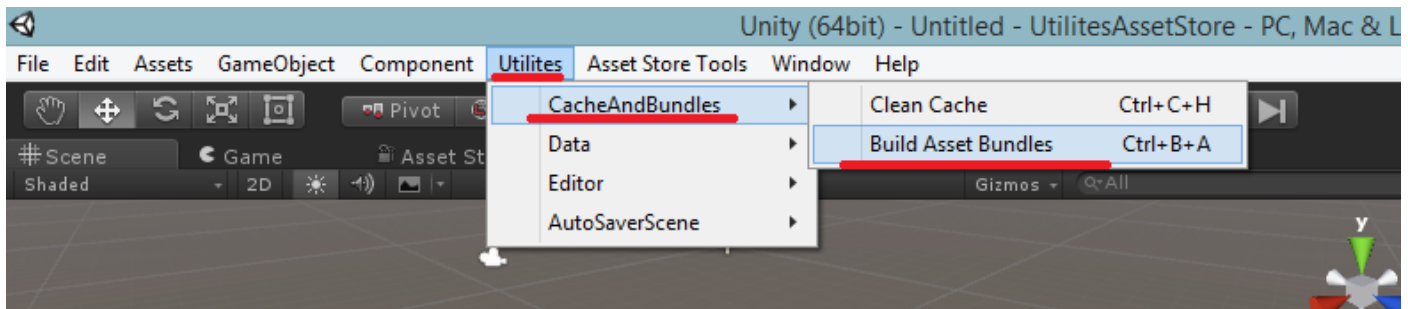 Unity (64bit) - Untitled - UtilitesAssetStore - PC, Mac & L
File Edit Assets GameObject Component Utilites Asset Store Tools Window Help
Pivot CacheAndBundles Clean Cache Ctrl+C+H
#Scene Game Asset St Data Build Asset Bundles Ctrl+B+A
Shaded 2D Editor Gizmos All
AutoSaverScene
y